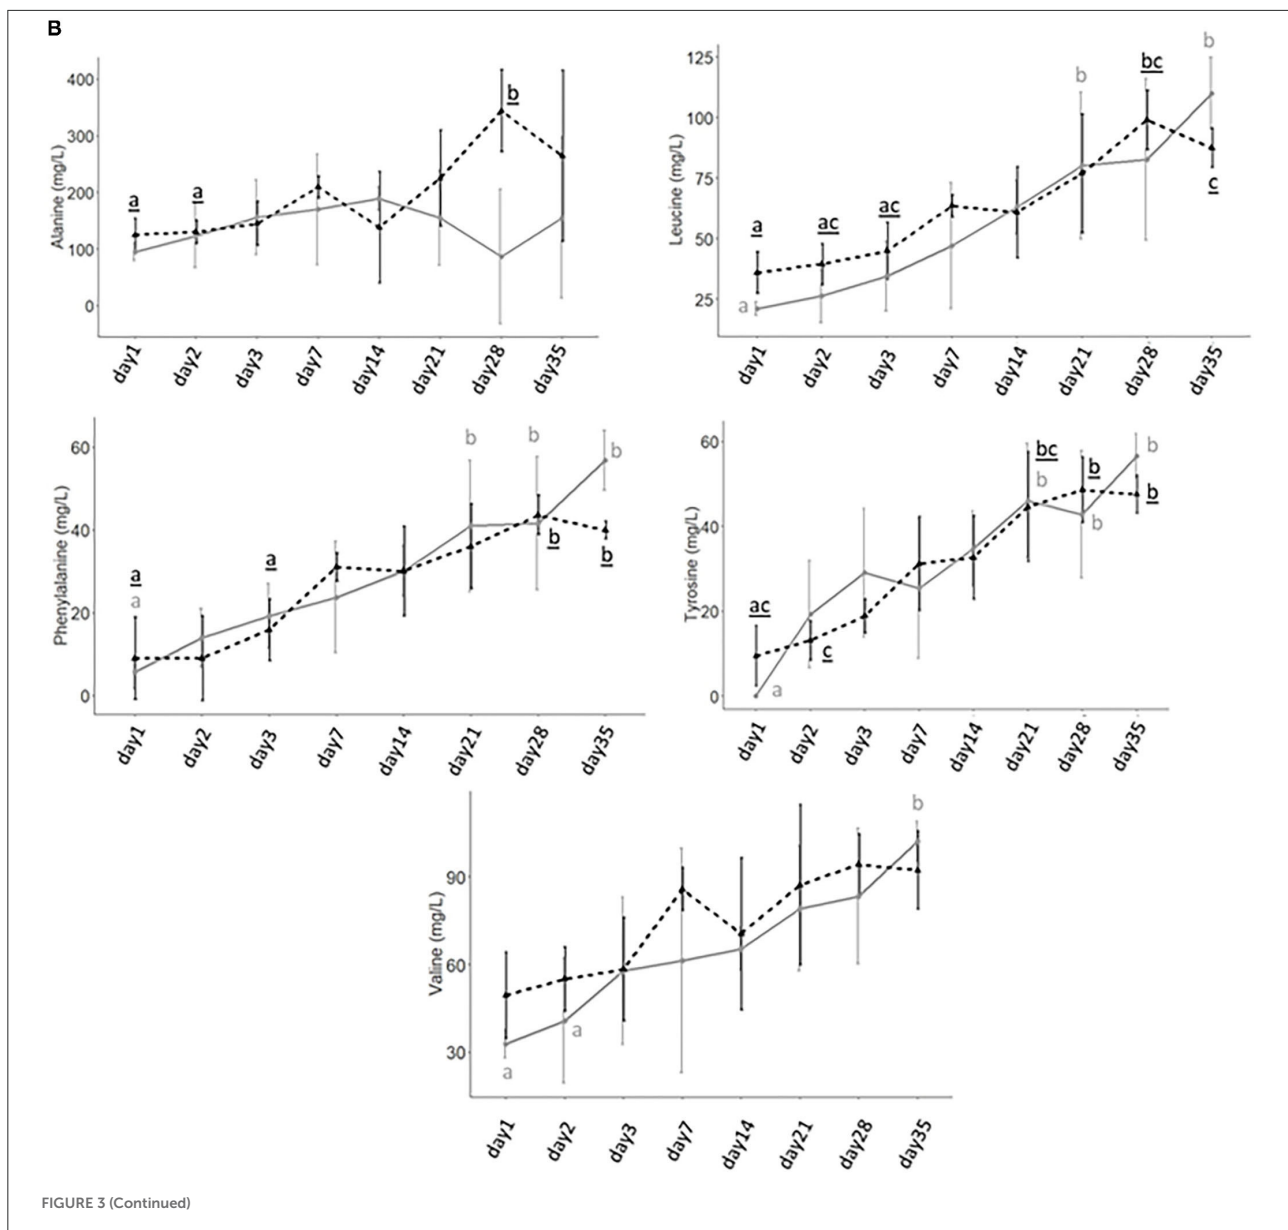 B
Alanine (mg/L)
400
300
200
100
0
a
a
b
day1
day2
day3
day7
day14
day21
day28
day35
Leucine (mg/L)
125
100
75
50
25
a
a
ac
ac
b
bc
b
c
day1
day2
day3
day7
day14
day21
day28
day35
Phenylalanine (mg/L)
60
40
20
0
a
a
a
b
b
b
b
b
day1
day2
day3
day7
day14
day21
day28
day35
Tyrosine (mg/L)
60
40
20
0
ac
a
c
bc
b
b
b
b
b
day1
day2
day3
day7
day14
day21
day28
day35
Valine (mg/L)
90
60
30
a
a
b
day1
day2
day3
day7
day14
day21
day28
day35
FIGURE 3 (Continued)